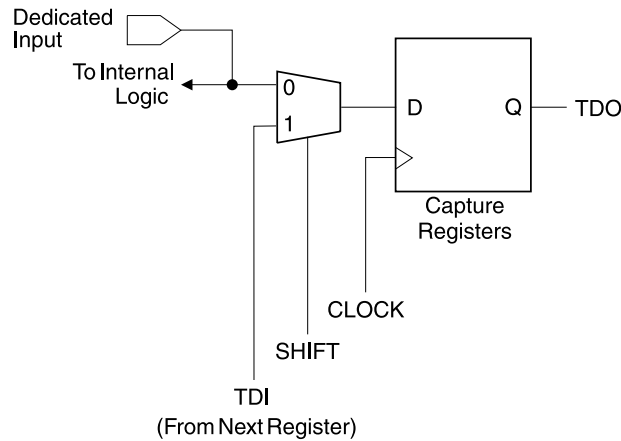 Dedicated
Input
To Internal
Logic
0
1
D
Q
TDO
Capture
Registers
CLOCK
SHIFT
TDI
(From Next Register)